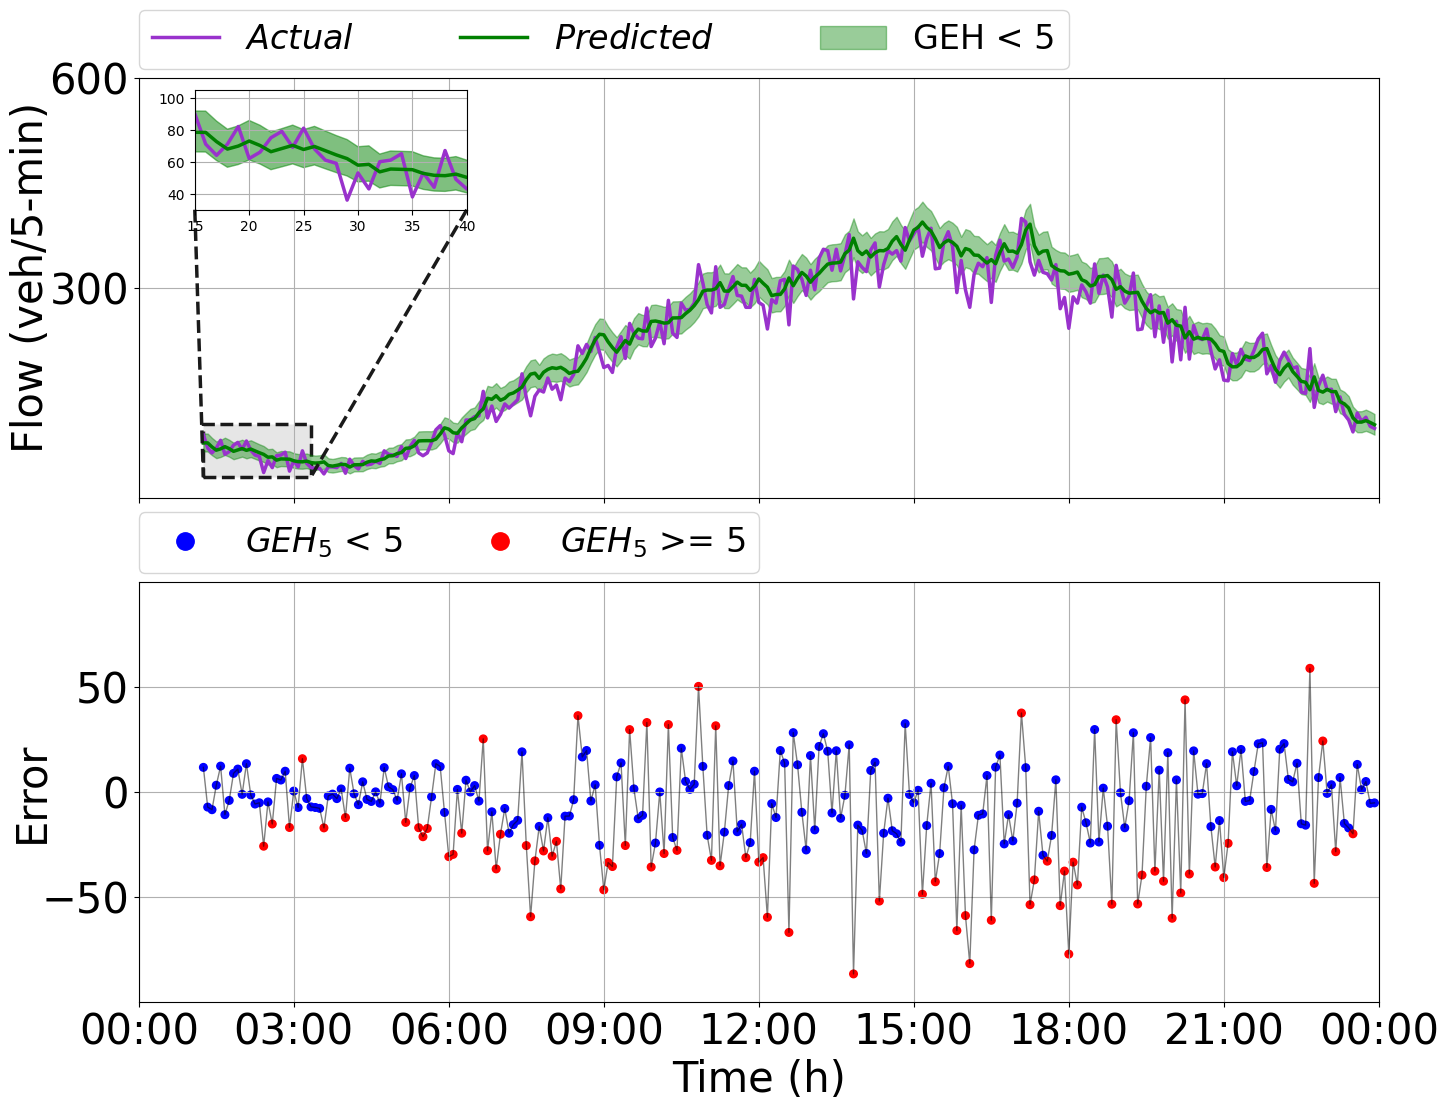 Actual Predicted GEH < 5
600
300
Flow (veh/5-min)
100
80
60
40
15 20 25 30 35 40
GEH₅ < 5 GEH₅ >= 5
50
0
−50
Error
00:00 03:00 06:00 09:00 12:00 15:00 18:00 21:00 00:00
Time (h)